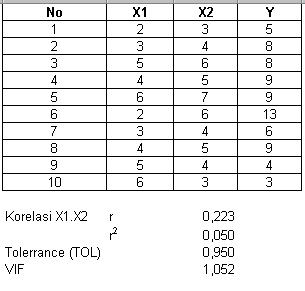 No X1 X2 Y
1 2 3 5
2 3 4 8
3 5 6 8
4 4 5 9
5 6 7 9
6 2 6 13
7 3 4 6
8 4 5 9
9 5 4 4
10 6 3 3
Korelasi X1.X2 r 0,223
r2 0,050
Tolerrance (TOL) 0,950
VIF 1,052